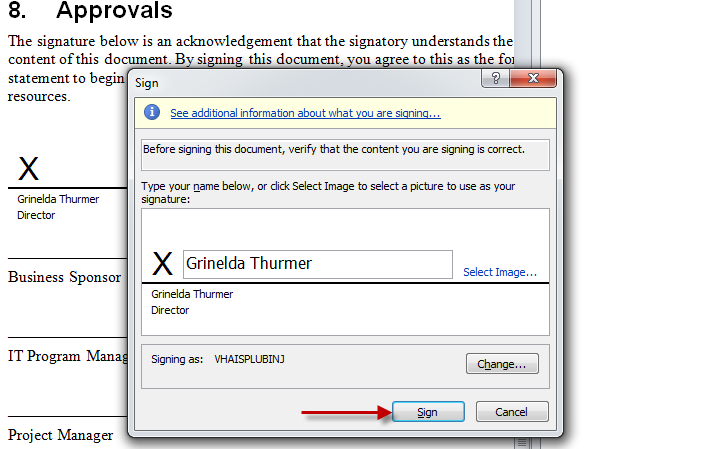 8. Approvals
The signature below is an acknowledgement that the signatory understands the
content of this document. By signing this document, you agree to this as the
statement to begin
resources.
X
Grinelda Thurmer
Director
Business Sponsor
IT Program
Project Manager
Sign
?
X
i
See additional information about what you are signing...
Before signing this document, verify that the content you are signing is correct.
Type your name below, or click Select Image to select a picture to use as your
signature:
X Grinelda Thurmer
Select Image...
Grinelda Thurmer
Director
Signing as: VHAISPLUBINJ
Change...
Sign
Cancel